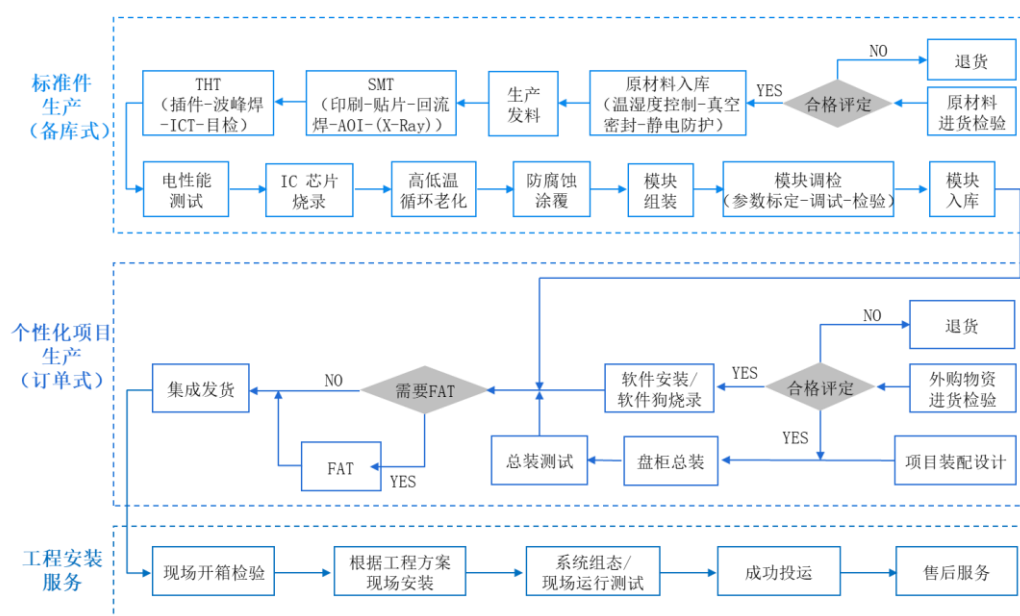 标准件
生产
（备库式）
THT
（插件-波峰焊
-ICT-目检）
SMT
（印刷-贴片-回流
焊-AOI-(X-Ray)）
生产
发料
原材料入库
（温湿度控制-真空
密封-静电防护）
YES
合格评定
NO
退货
原材料
进货检验
电性能
测试
IC 芯片
烧录
高低温
循环老化
防腐蚀
涂覆
模块
组装
模块调检
（参数标定-调试-检验）
模块
入库
个性化项目
生产
（订单式）
集成发货
NO
需要FAT
YES
FAT
软件安装/
软件狗烧录
YES
合格评定
NO
退货
外购物资
进货检验
YES
总装测试
盘柜总装
项目装配设计
工程安装
服务
现场开箱检验
根据工程方案
现场安装
系统组态/
现场运行测试
成功投运
售后服务